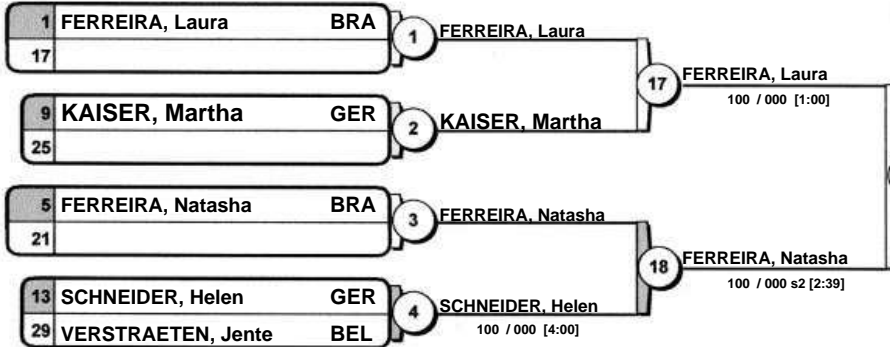 1 FERREIRA, Laura BRA
17
1
FERREIRA, Laura
9 KAISER, Martha GER
25
2
KAISER, Martha
17
FERREIRA, Laura
100 / 000 [1:00]
5 FERREIRA, Natasha BRA
21
3
FERREIRA, Natasha
13 SCHNEIDER, Helen GER
29 VERSTRAETEN, Jente BEL
4
SCHNEIDER, Helen
100 / 000 [4:00]
18
FERREIRA, Natasha
100 / 000 s2 [2:39]